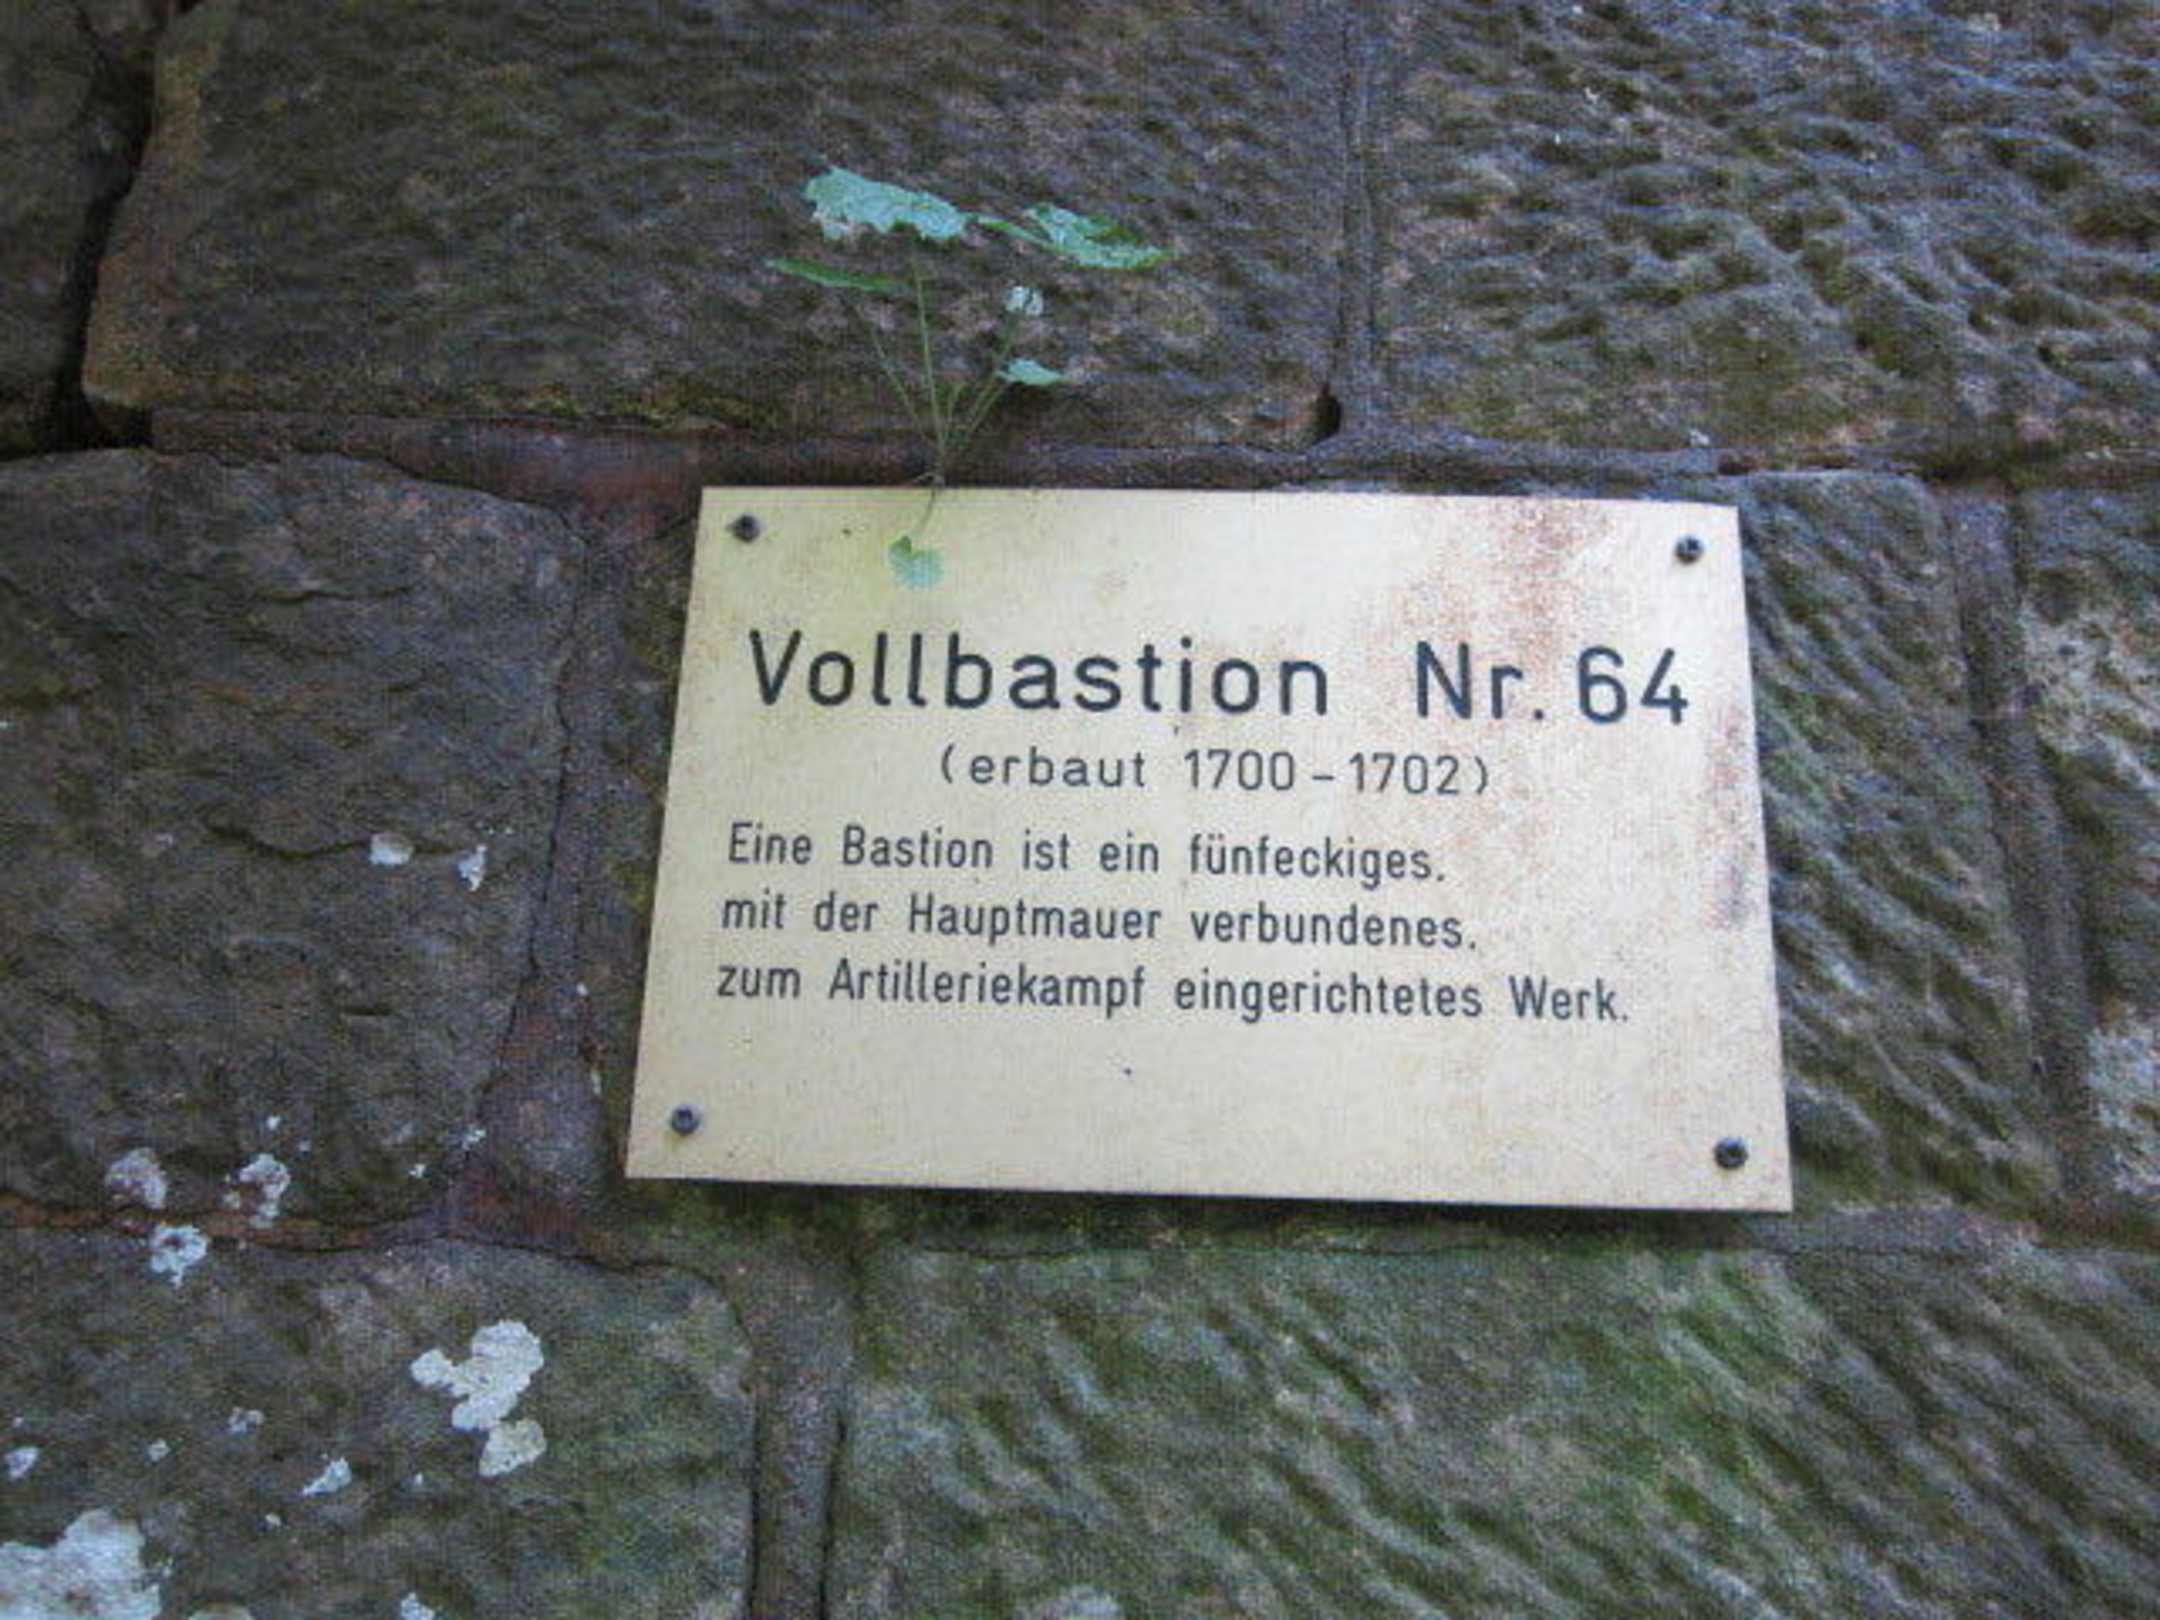 Vollbastion Nr. 64
(erbaut 1700-1702)
Eine Bastion ist ein fünfeckiges,
mit der Hauptmauer verbundenes,
zum Artilleriekampf eingerichtetes Werk.